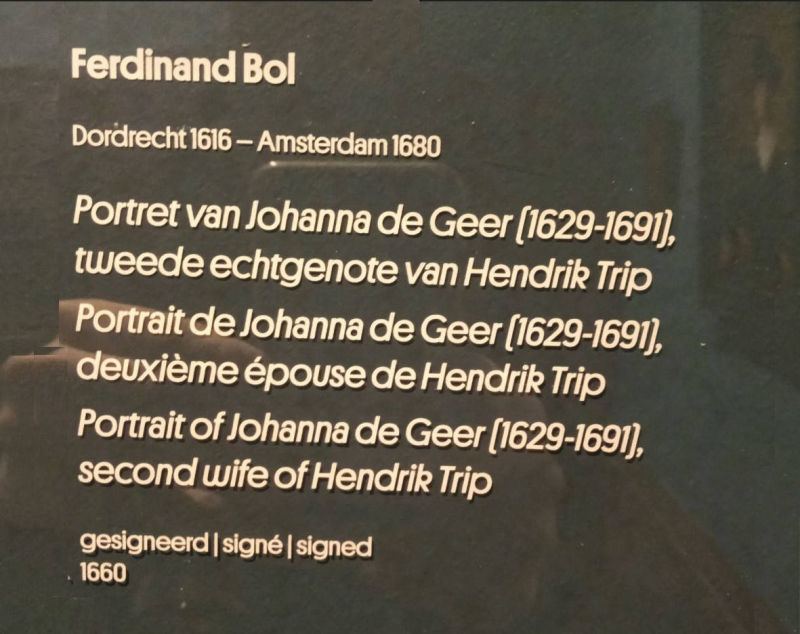 Ferdinand Bol
Dordrecht 1616 – Amsterdam 1680
Portret van Johanna de Geer (1629-1691),
tweede echtgenote van Hendrik Trip
Portrait de Johanna de Geer (1629-1691),
deuxième épouse de Hendrik Trip
Portrait of Johanna de Geer (1629-1691),
second wife of Hendrik Trip
gesigneerd | signé | signed
1660